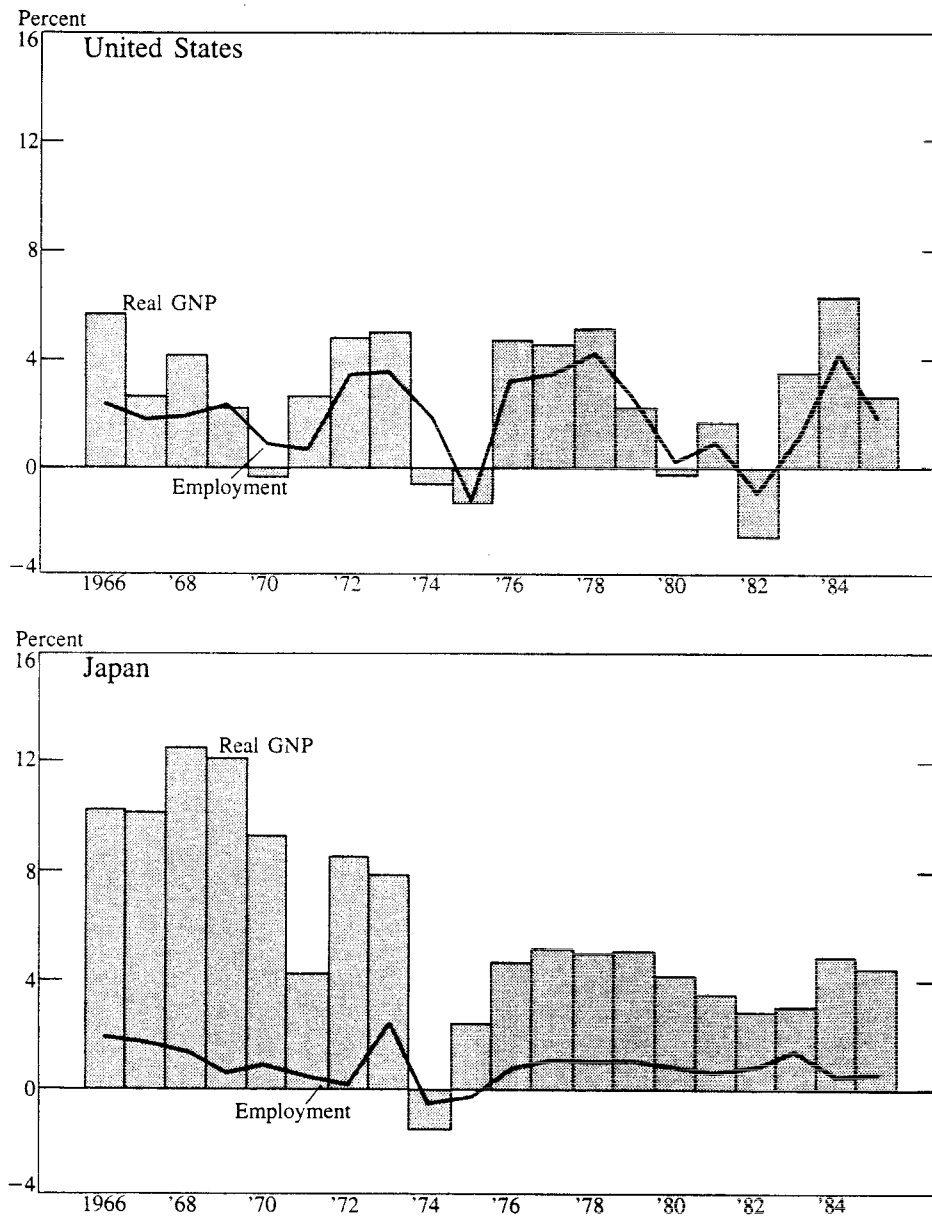 Percent
16
United States
12
8
Real GNP
4
0
Employment
−4
1966 '68 '70 '72 '74 '76 '78 '80 '82 '84
Percent
16
Japan
12
Real GNP
8
4
0
Employment
−4
1966 '68 '70 '72 '74 '76 '78 '80 '82 '84